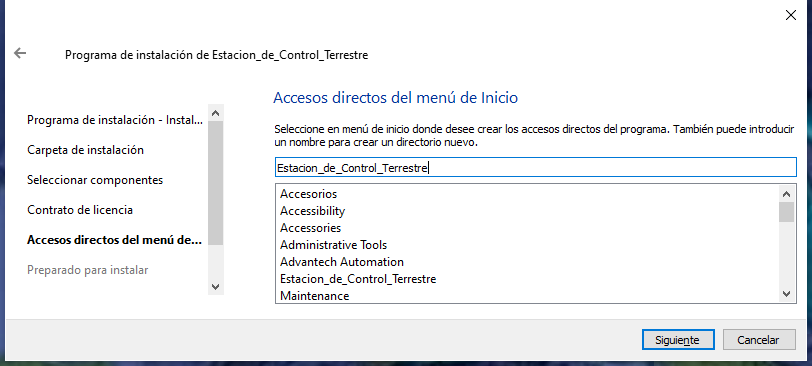 Programa de instalación de Estacion_de_Control_Terrestre
Programa de instalación - Instal...
Carpeta de instalación
Seleccionar componentes
Contrato de licencia
Accesos directos del menú de...
Preparado para instalar
Accesos directos del menú de Inicio
Seleccione en menú de inicio donde desee crear los accesos directos del programa. También puede introducir
un nombre para crear un directorio nuevo.
Estacion_de_Control_Terrestre
Accesorios
Accessibility
Accessories
Administrative Tools
Advantech Automation
Estacion_de_Control_Terrestre
Maintenance
Siguiente
Cancelar